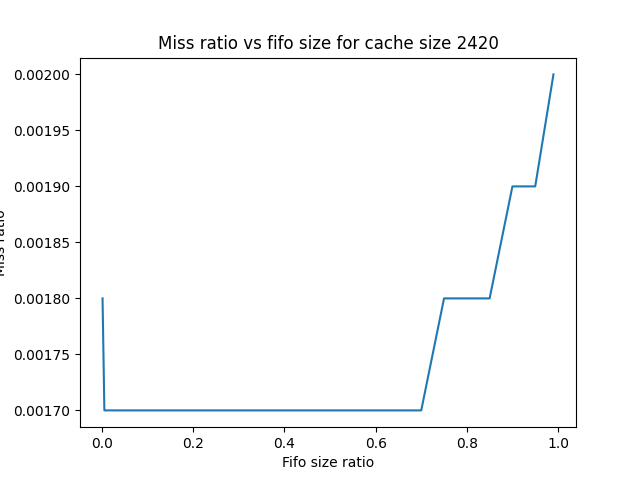 Miss ratio vs fifo size for cache size 2420
0.00200
0.00195
0.00190
0.00185
0.00180
0.00175
0.00170
Miss ratio
0.0 0.2 0.4 0.6 0.8 1.0
Fifo size ratio